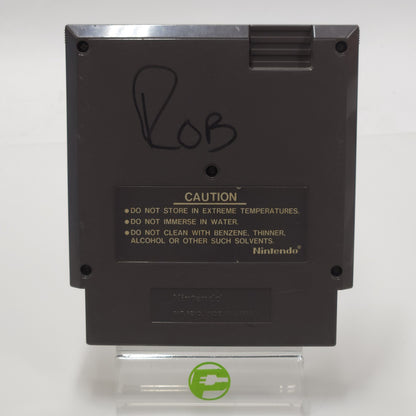 ROB
CAUTION
• DO NOT STORE IN EXTREME TEMPERATURES.
• DO NOT IMMERSE IN WATER.
• DO NOT CLEAN WITH BENZENE, THINNER,
ALCOHOL OR OTHER SUCH SOLVENTS.
Nintendo®
Nintendo